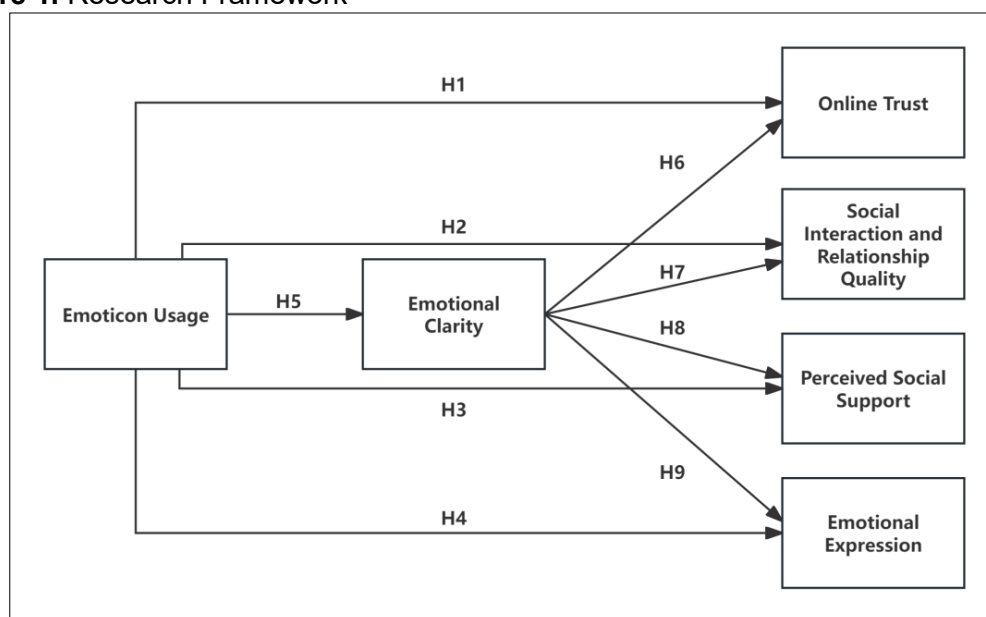 1. Research Framework
H1
Online Trust
H6
H2
Social
Interaction and
Relationship
Quality
H7
Emoticon Usage
H5
Emotional
Clarity
H8
H3
Perceived Social
Support
H9
H4
Emotional
Expression